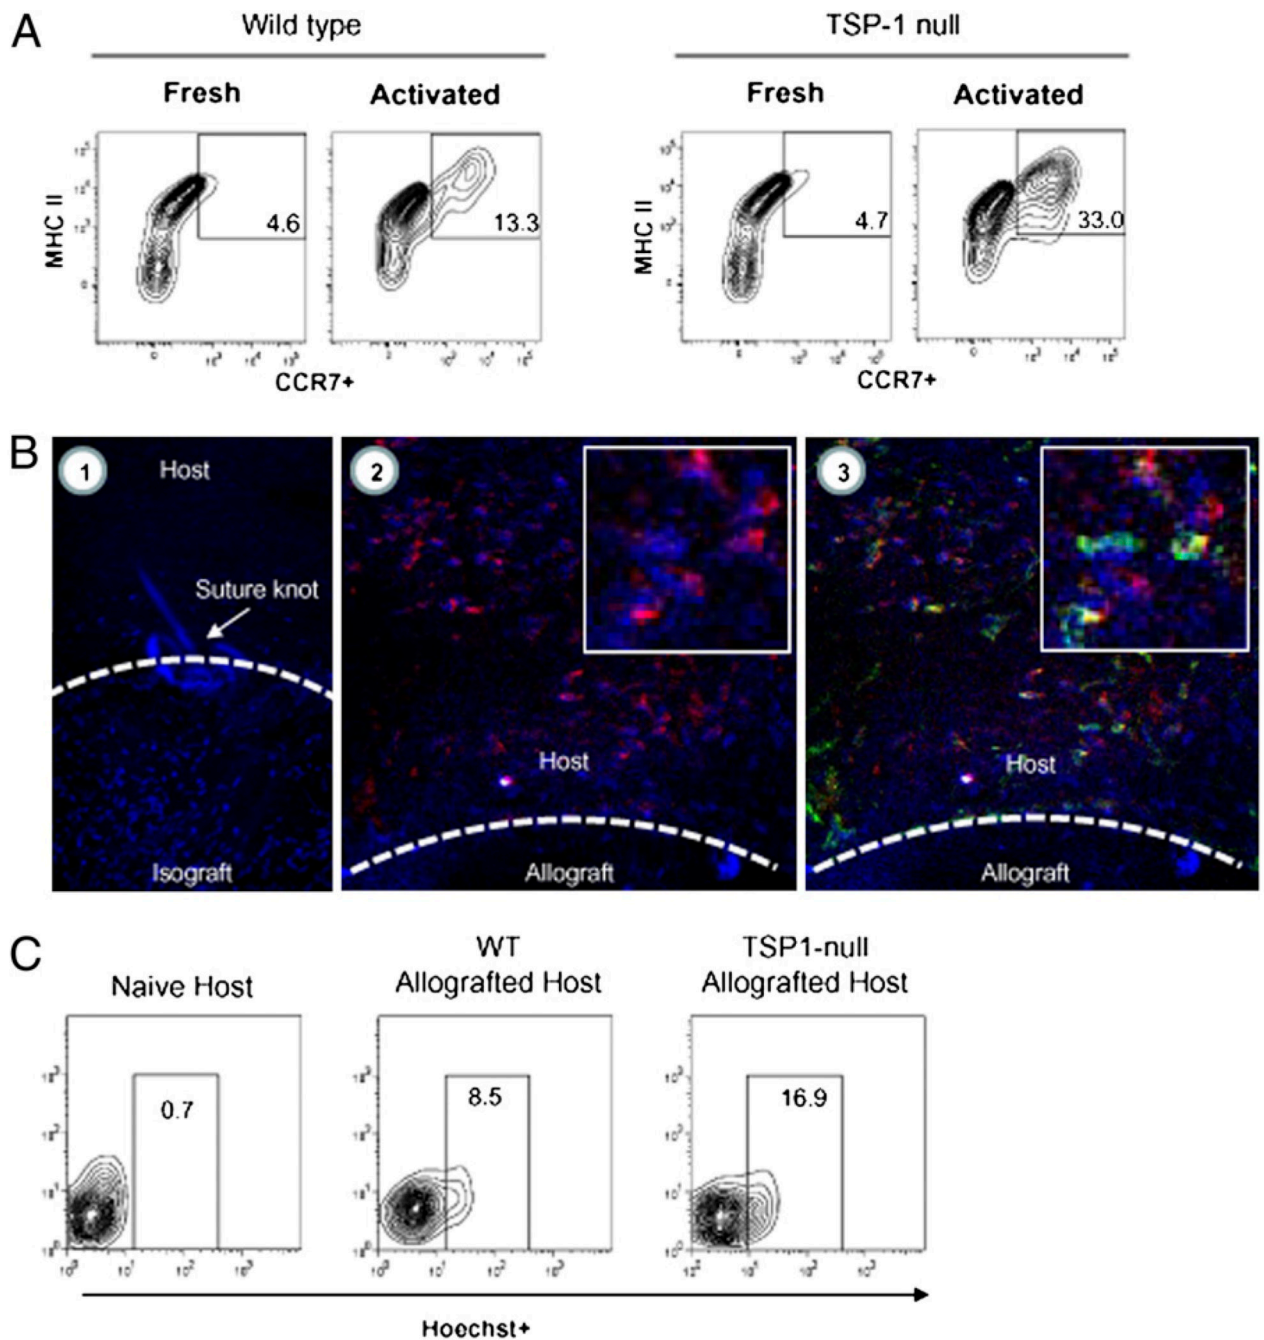 A
Wild type
TSP-1 null
Fresh
Activated
Fresh
Activated
MHC II
4.6
13.3
MHC II
4.7
33.0
CCR7+
CCR7+
B
1
Host
Suture knot
Isograft
2
Host
Allograft
3
Host
Allograft
C
Naive Host
WT
Allografted Host
TSP1-null
Allografted Host
0.7
8.5
16.9
Hoechst+